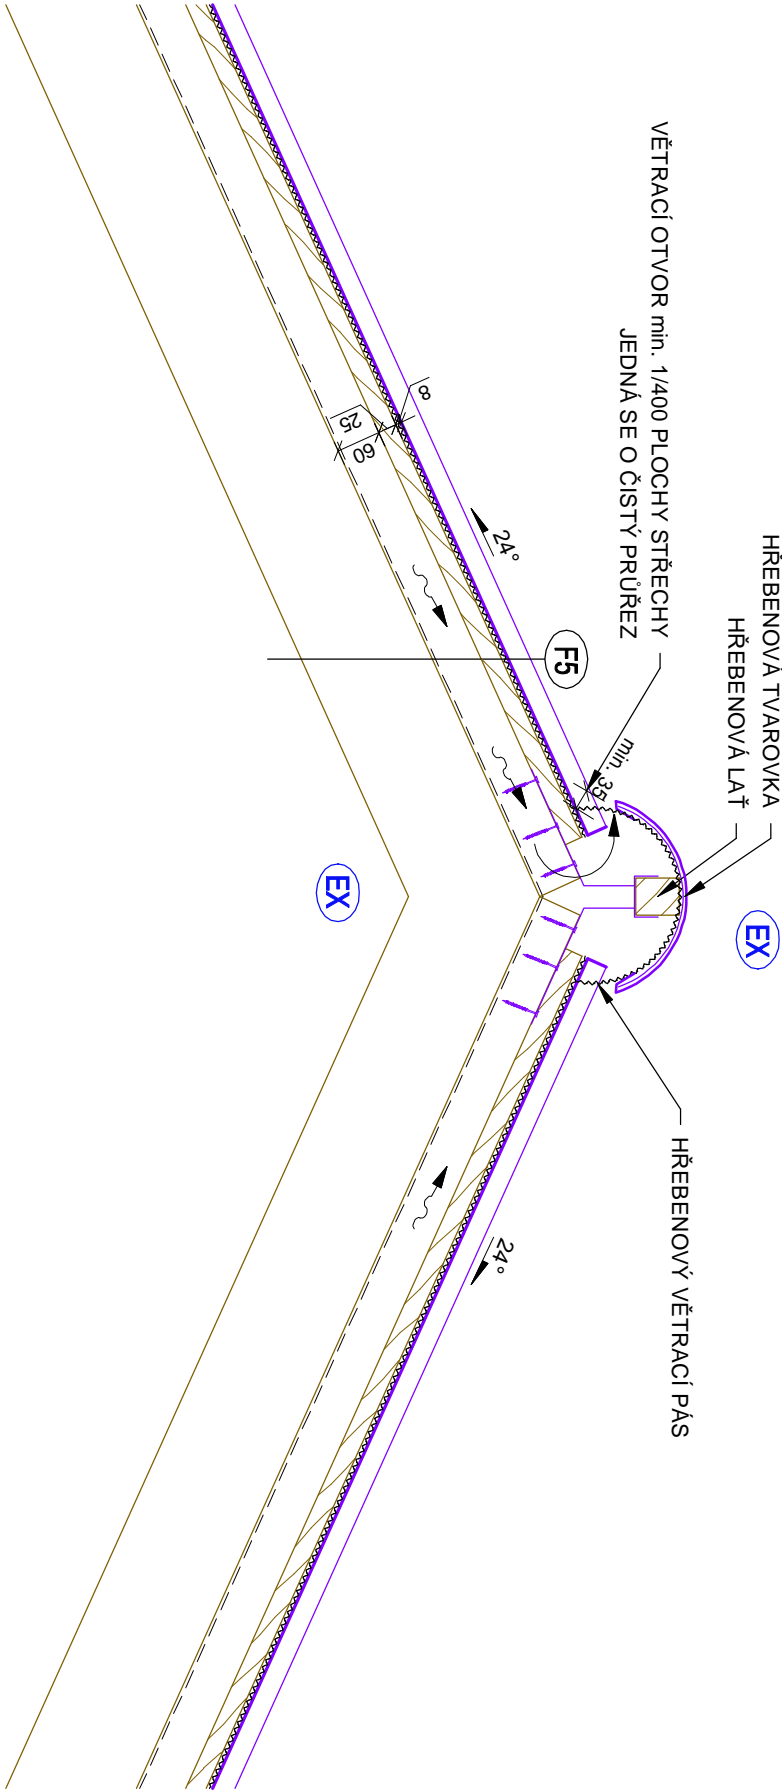 HŘEBENOVÁ TVAROVKA
HŘEBENOVÁ LAŤ
EX
VĚTRACÍ OTVOR min. 1/400 PLOCHY STŘECHY
JEDNÁ SE O ČISTÝ PRŮŘEZ
HŘEBENOVÝ VĚTRACÍ PÁS
min. 35
F5
24°
24°
8
25
60
EX